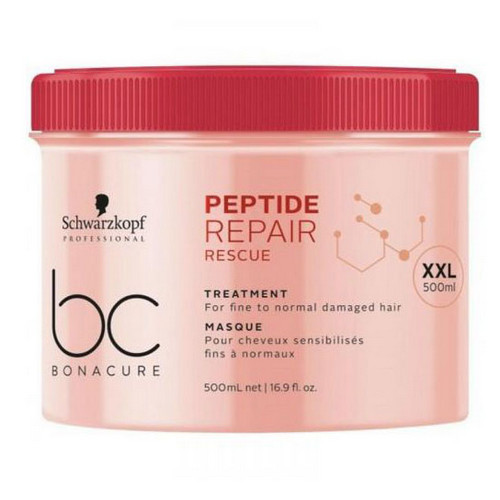 Schwarzkopf
PROFESSIONAL
bc
BONACURE
PEPTIDE
REPAIR
RESCUE
TREATMENT
For fine to normal damaged hair
MASQUE
Pour cheveux sensibilisés
fins à normaux
500mL net | 16.9 fl. oz.
XXL
500ml